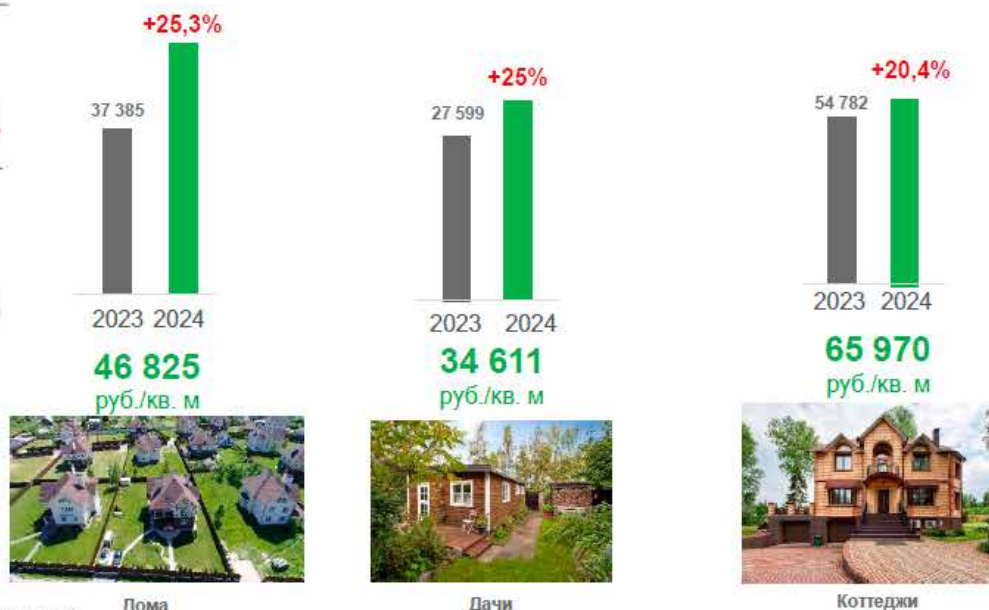 +25,3%
37 385
2023 2024
46 825
руб./кв. м
Дома
+25%
27 599
2023 2024
34 611
руб./кв. м
Дачи
+20,4%
54 782
2023 2024
65 970
руб./кв. м
Коттеджи